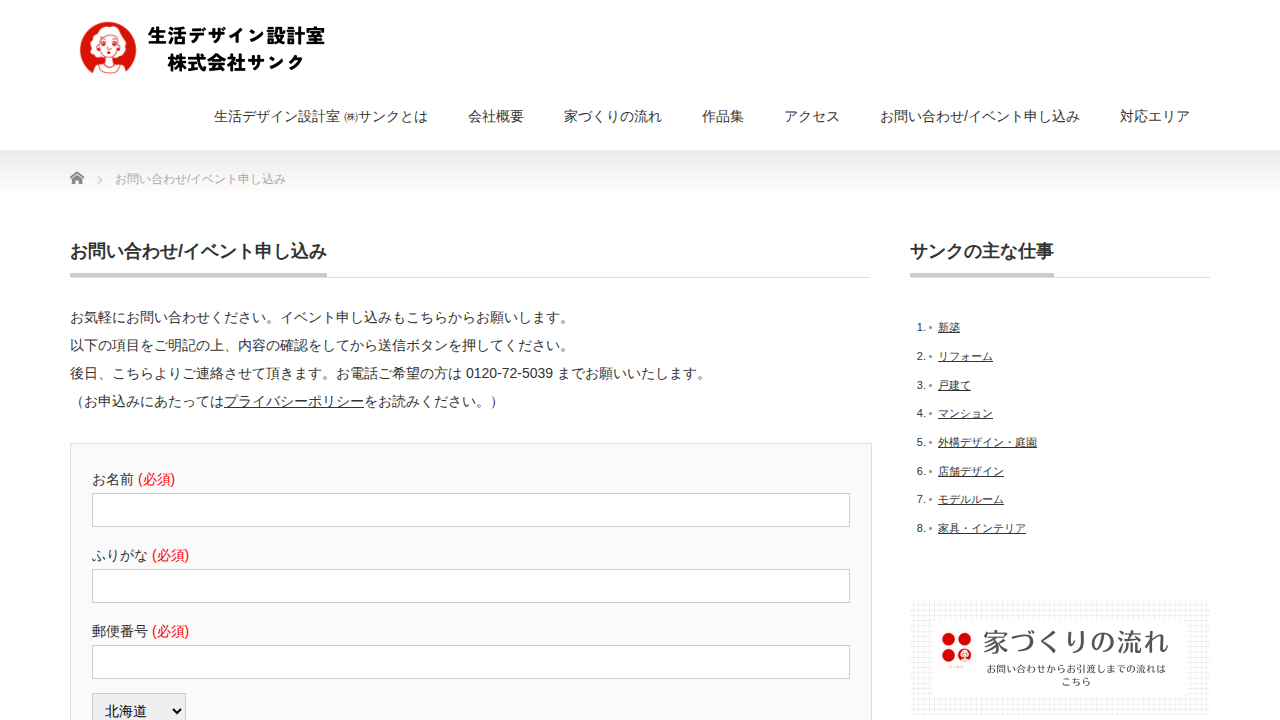 生活デザイン設計室
株式会社サンク
生活デザイン設計室 ㈱サンクとは 会社概要 家づくりの流れ 作品集 アクセス お問い合わせ/イベント申し込み 対応エリア
お問い合わせ/イベント申し込み
お問い合わせ/イベント申し込み
お気軽にお問い合わせください。イベント申し込みもこちらからお願いします。
以下の項目をご明記の上、内容の確認をしてから送信ボタンを押してください。
後日、こちらよりご連絡させて頂きます。お電話ご希望の方は 0120-72-5039 までお願いいたします。
（お申込みにあたってはプライバシーポリシーをお読みください。）
お名前 (必須)
ふりがな (必須)
郵便番号 (必須)
北海道
サンクの主な仕事
1. 新築
2. リフォーム
3. 戸建て
4. マンション
5. 外構デザイン・庭園
6. 店舗デザイン
7. モデルルーム
8. 家具・インテリア
家づくりの流れ
お問い合わせからお引渡しまでの流れは
こちら